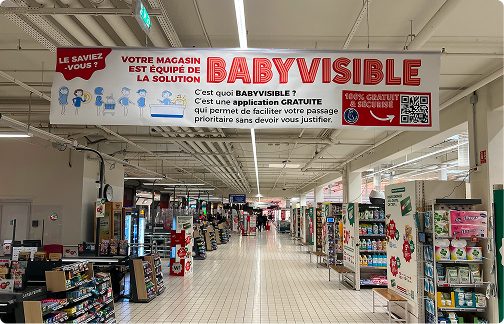 LE SAVIEZ
-VOUS ?
VOTRE MAGASIN
EST ÉQUIPÉ DE
LA SOLUTION
BABYVISIBLE
C'est quoi BABYVISIBLE ?
C'est une application GRATUITE
qui permet de faciliter votre passage
prioritaire sans devoir vous justifier.
100% GRATUIT
& SÉCURISÉ